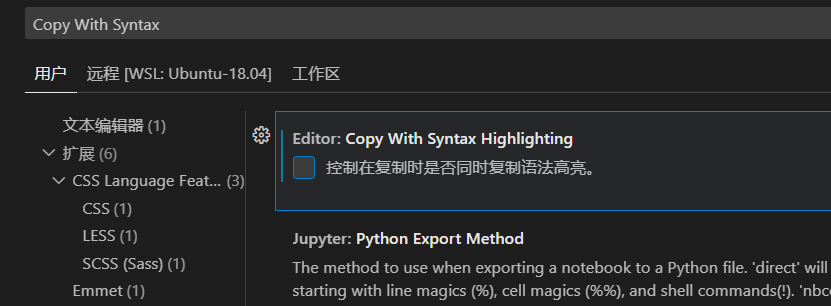 Copy With Syntax
用户 远程 [WSL: Ubuntu-18.04] 工作区
文本编辑器 (1)
扩展 (6)
CSS Language Feat... (3)
CSS (1)
LESS (1)
SCSS (Sass) (1)
Emmet (1)
Editor: Copy With Syntax Highlighting
控制在复制时是否同时复制语法高亮。
Jupyter: Python Export Method
The method to use when exporting a notebook to a Python file. 'direct' will
starting with line magics (%), cell magics (%%), and shell commands(!). 'nbc